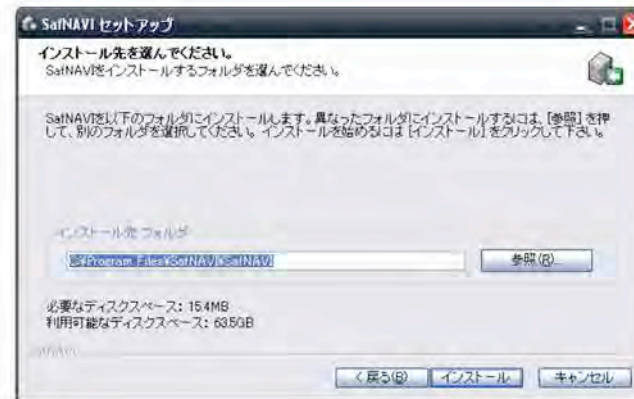 SafNAVI セットアップ
インストール先を選んでください。
SafNAVIをインストールするフォルダを選んでください。
SafNAVIを以下のフォルダにインストールします。異なったフォルダにインストールするには、[参照]を押
して、別のフォルダを選択してください。インストールを始めるには [インストール] をクリックして下さい。
インストール先 フォルダ
C:¥Program Files¥SafNAVI¥SafNAVI
参照(R)...
必要なディスクスペース: 15.4MB
利用可能なディスクスペース: 63.5GB
SafNAVI
< 戻る(B)
インストール
キャンセル